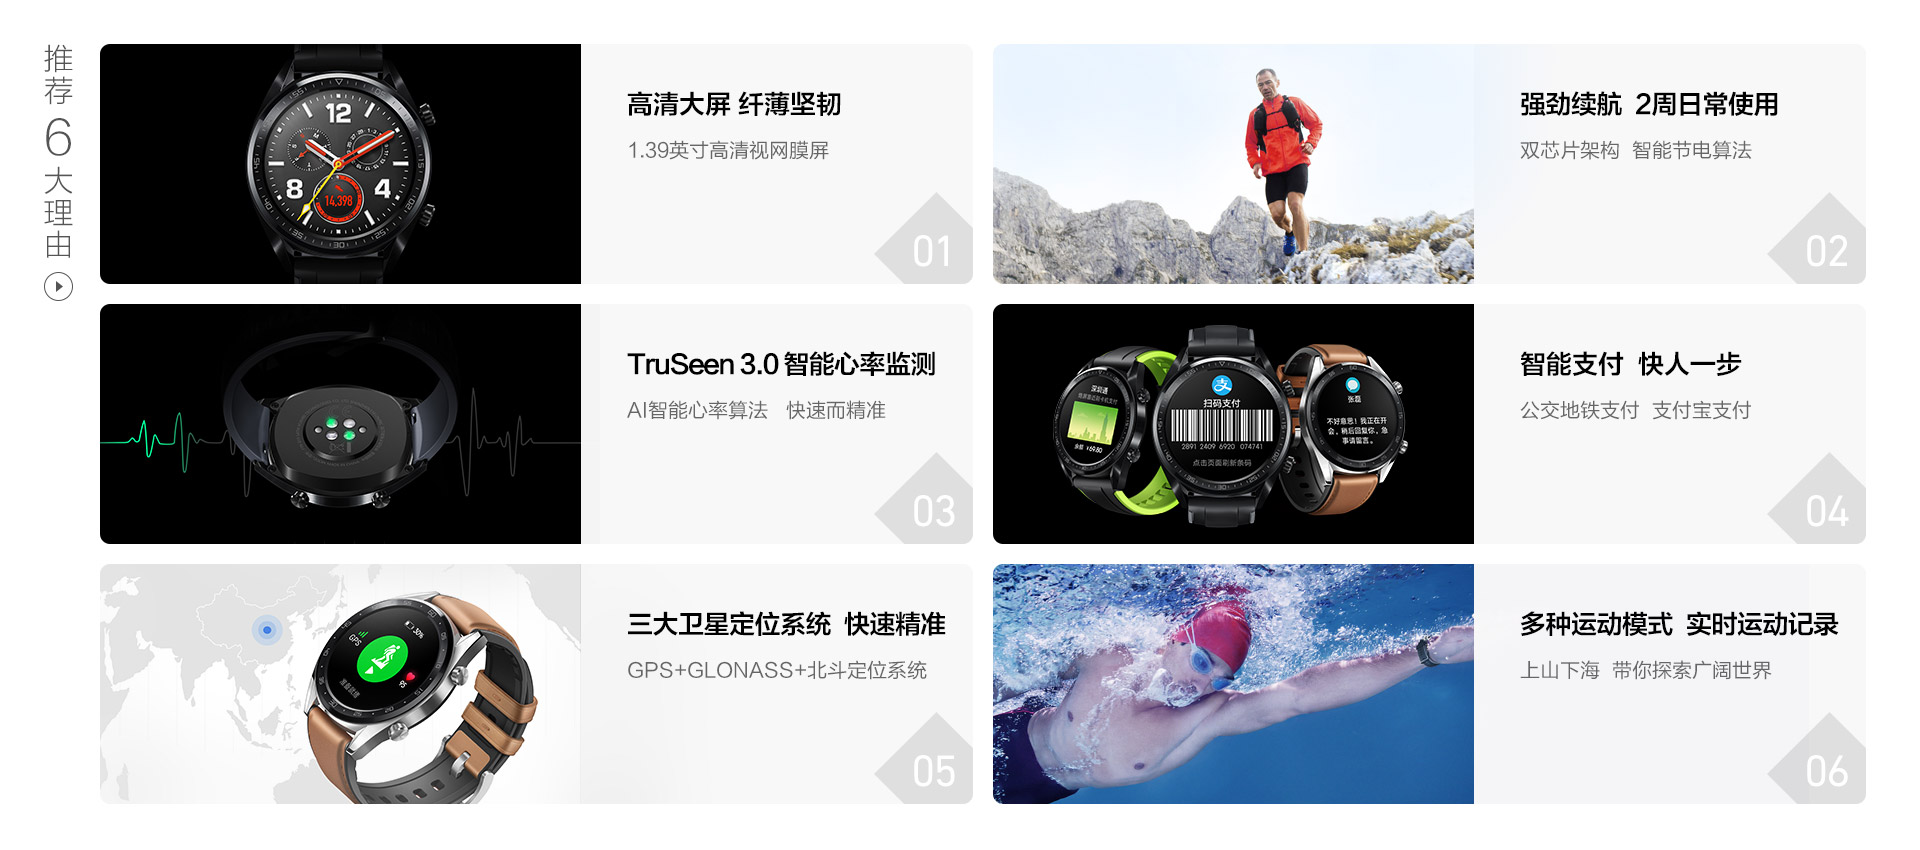 推荐6大理由
高清大屏 纤薄坚韧
1.39英寸高清视网膜屏
12
8
4
14,398
01
强劲续航 2周日常使用
双芯片架构 智能节电算法
02
TruSeen 3.0 智能心率监测
AI智能心率算法 快速而精准
03
深圳通
余额 ¥69.80
扫码支付
2891 2409 6920 074741
点击页面刷新条码
张磊
不好意思！我正在开
会，稍后回复你，急
事请留言。
智能支付 快人一步
公交地铁支付 支付宝支付
04
GPS
三大卫星定位系统 快速精准
GPS+GLONASS+北斗定位系统
05
多种运动模式 实时运动记录
上山下海 带你探索广阔世界
06